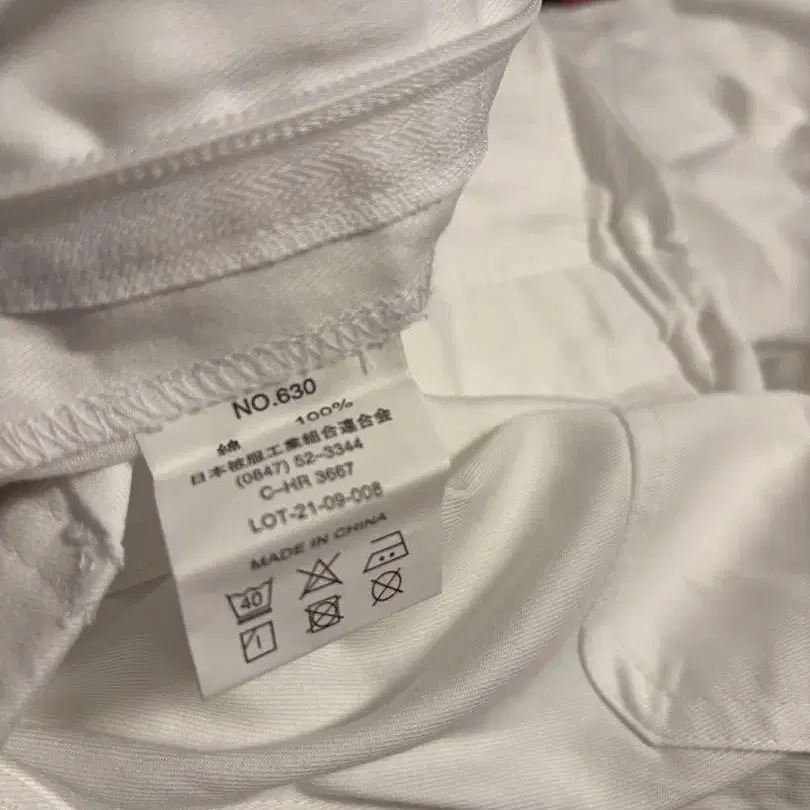 NO.630
綿 100%
日本被服工業組合連合会
(0847) 52-3344
C-HR 3667
LOT-21-09-008
MADE IN CHINA
40